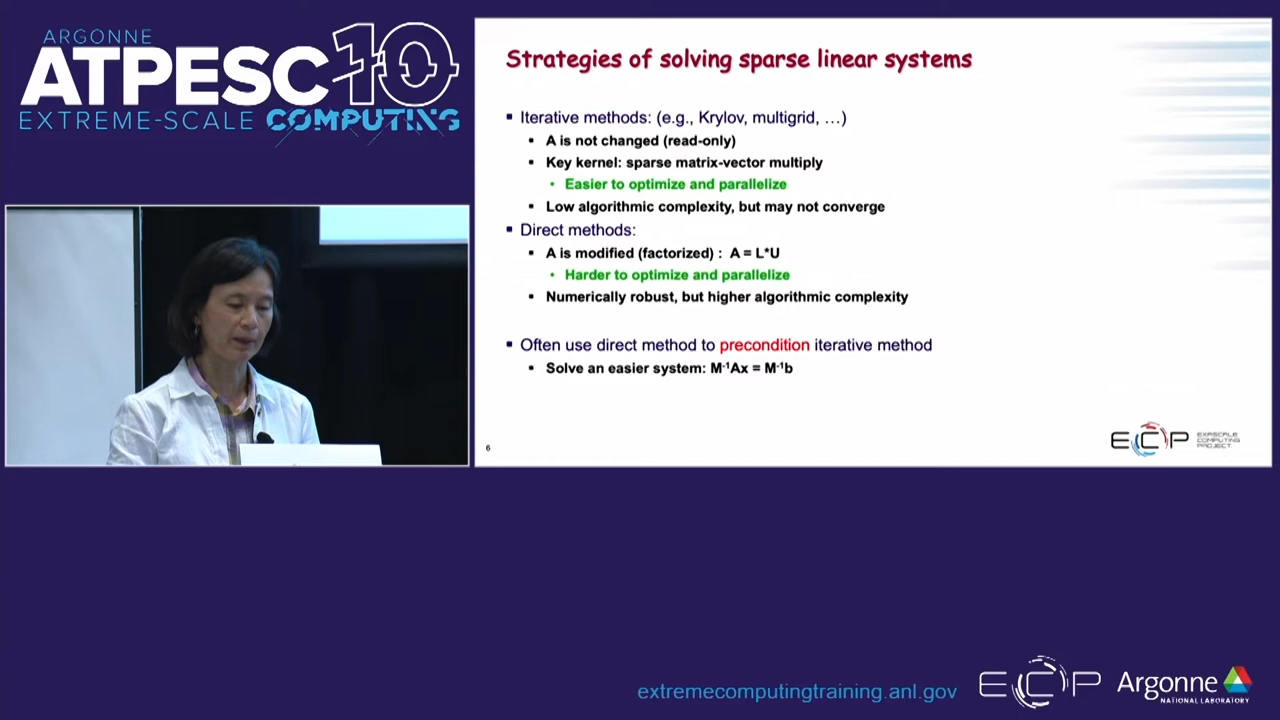 ARGONNE
ATPESC10
EXTREME-SCALE COMPUTING
Strategies of solving sparse linear systems
▪ Iterative methods: (e.g., Krylov, multigrid, …)
▪ A is not changed (read-only)
▪ Key kernel: sparse matrix-vector multiply
• Easier to optimize and parallelize
▪ Low algorithmic complexity, but may not converge
▪ Direct methods:
▪ A is modified (factorized) : A = L*U
• Harder to optimize and parallelize
▪ Numerically robust, but higher algorithmic complexity
▪ Often use direct method to precondition iterative method
▪ Solve an easier system: M⁻¹Ax = M⁻¹b
6
ECP
EXASCALE
COMPUTING
PROJECT
extremecomputingtraining.anl.gov
ECP
Argonne
NATIONAL LABORATORY